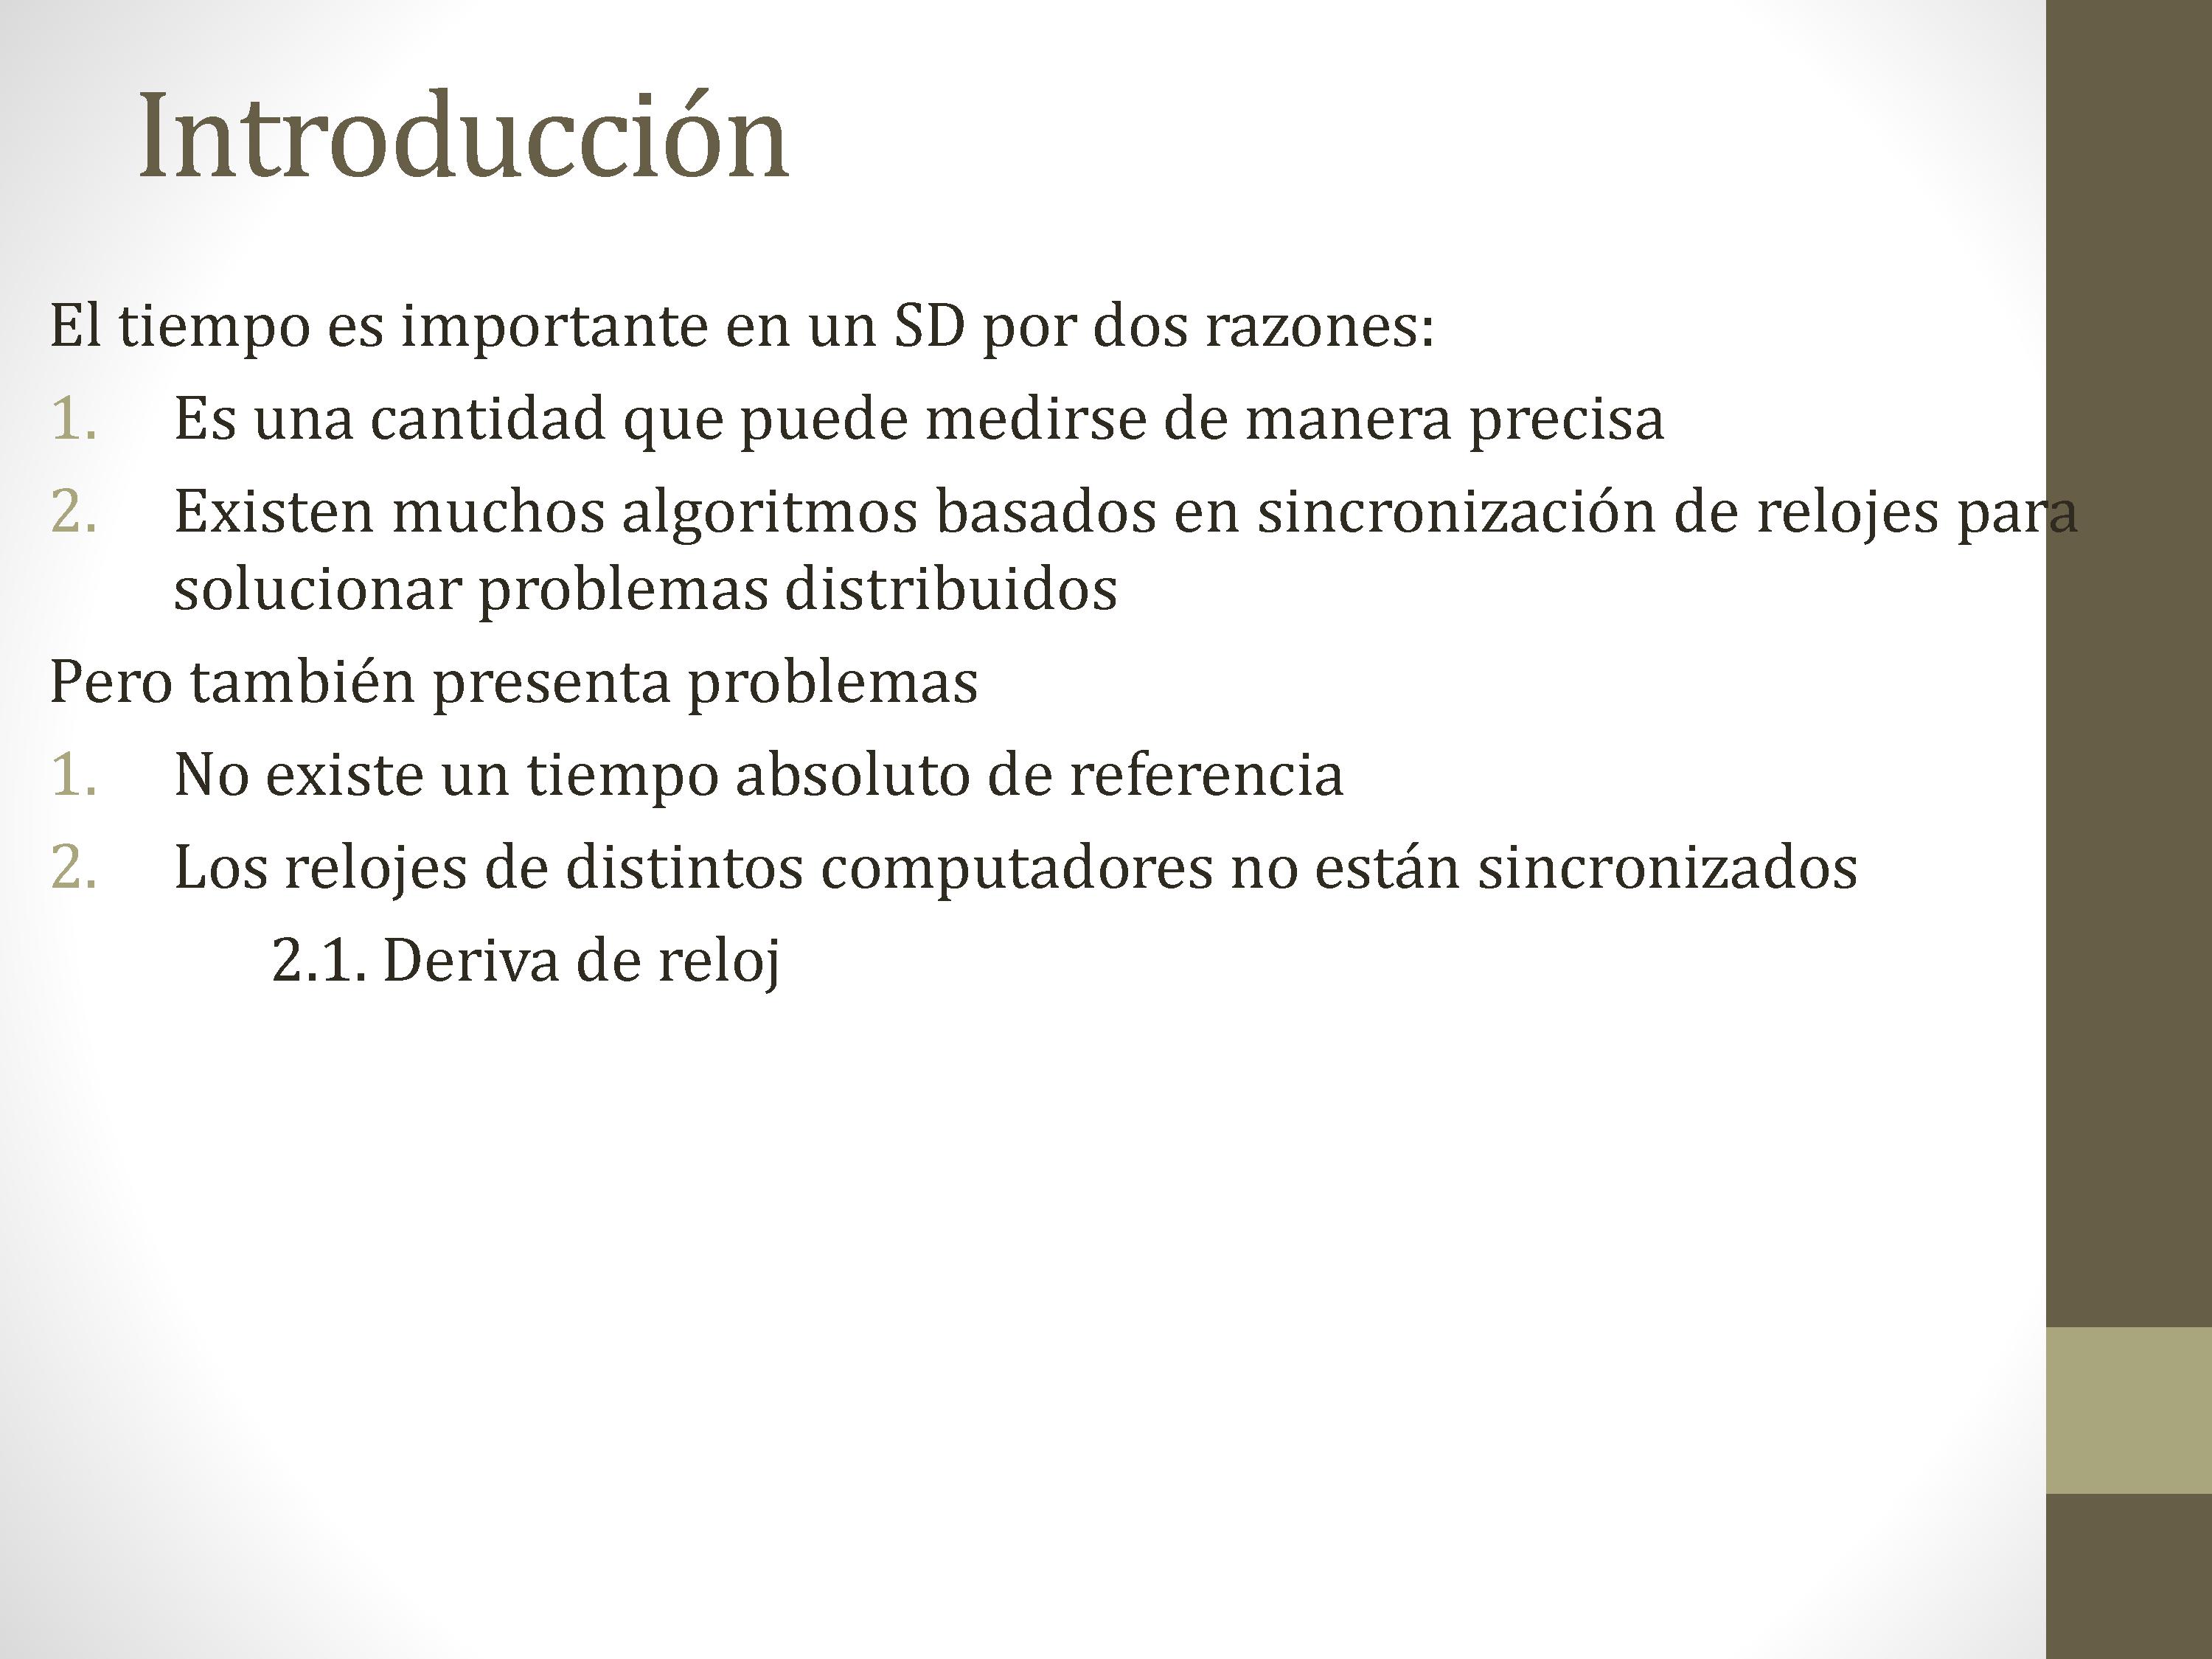 Introducción
El tiempo es importante en un SD por dos razones:
1. Es una cantidad que puede medirse de manera precisa
2. Existen muchos algoritmos basados en sincronización de relojes para
solucionar problemas distribuidos
Pero también presenta problemas
1. No existe un tiempo absoluto de referencia
2. Los relojes de distintos computadores no están sincronizados
2.1. Deriva de reloj